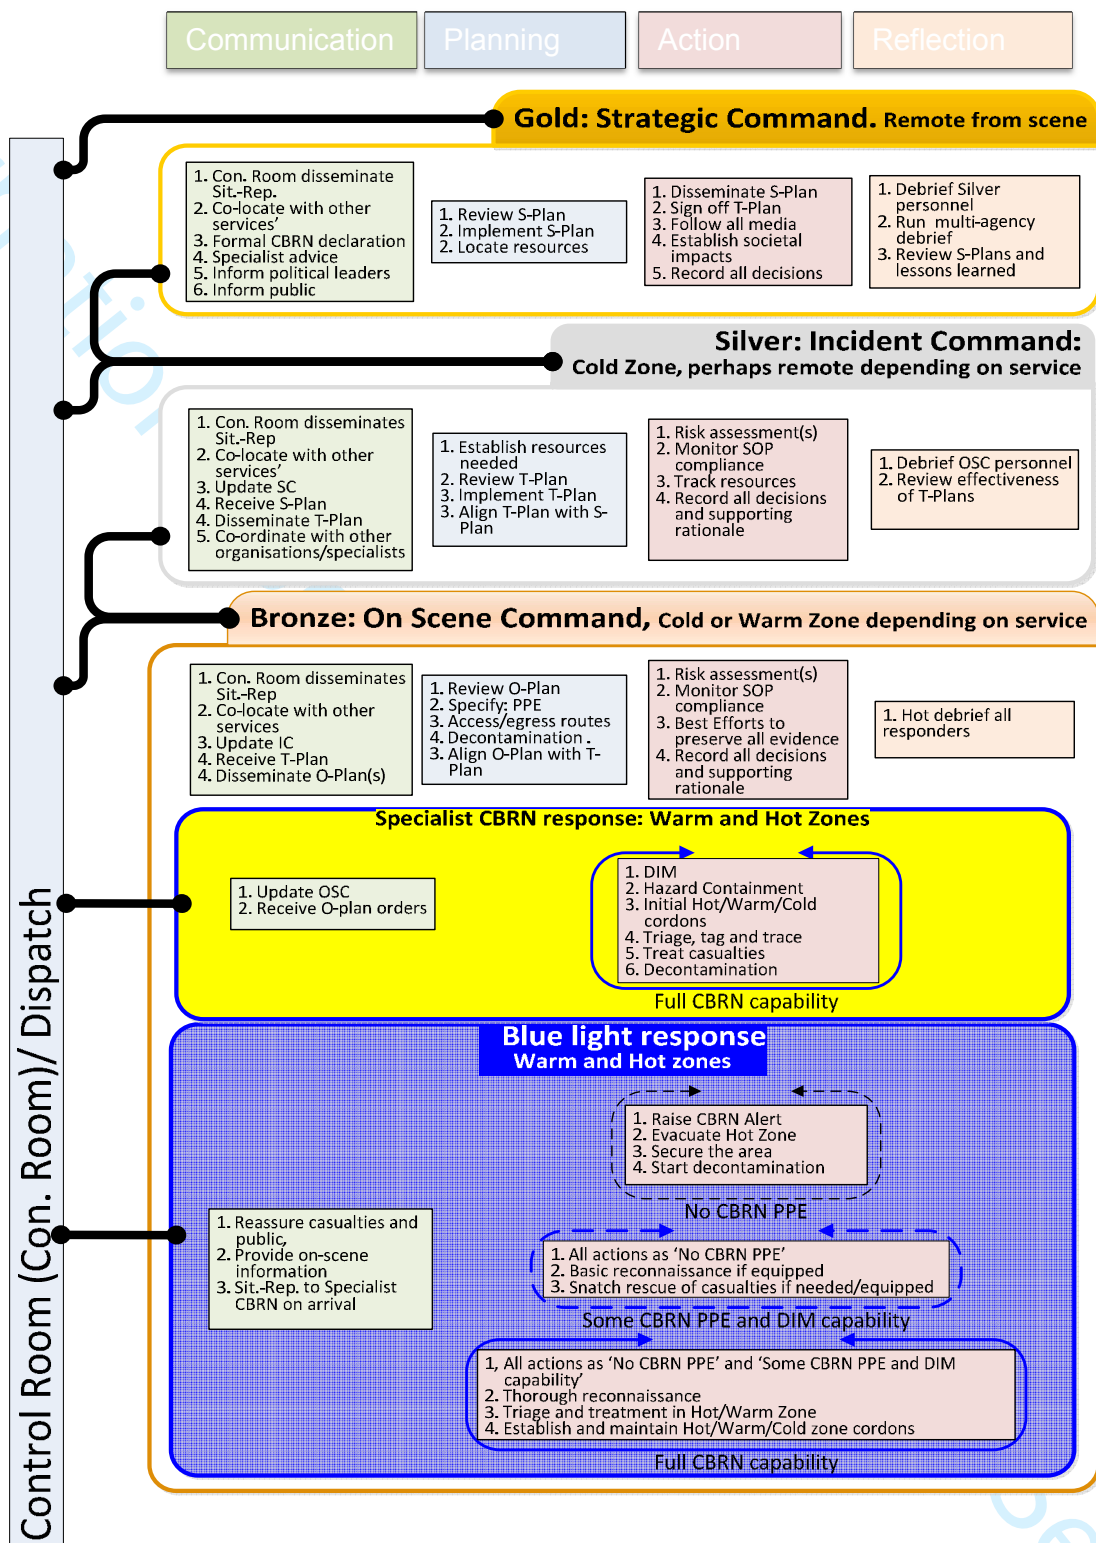 Communication
Planning
Action
Reflection
Gold: Strategic Command. Remote from scene
1. Con. Room disseminate
Sit.-Rep.
2. Co-locate with other
services’
3. Formal CBRN declaration
4. Specialist advice
5. Inform political leaders
6. Inform public
1. Review S-Plan
2. Implement S-Plan
2. Locate resources
1. Disseminate S-Plan
2. Sign off T-Plan
3. Follow all media
4. Establish societal
impacts
5. Record all decisions
1. Debrief Silver
personnel
2. Run multi-agency
debrief
3. Review S-Plans and
lessons learned
Silver: Incident Command:
Cold Zone, perhaps remote depending on service
1. Con. Room disseminates
Sit.-Rep
2. Co-locate with other
services’
3. Update SC
4. Receive S-Plan
4. Disseminate T-Plan
5. Co-ordinate with other
organisations/specialists
1. Establish resources
needed
2. Review T-Plan
3. Implement T-Plan
3. Align T-Plan with S-
Plan
1. Risk assessment(s)
2. Monitor SOP
compliance
3. Track resources
4. Record all decisions
and supporting
rationale
1. Debrief OSC personnel
2. Review effectiveness
of T-Plans
Bronze: On Scene Command, Cold or Warm Zone depending on service
1. Con. Room disseminates
Sit.-Rep
2. Co-locate with other
services
3. Update IC
4. Receive T-Plan
4. Disseminate O-Plan(s)
1. Review O-Plan
2. Specify: PPE
3. Access/egress routes
4. Decontamination .
3. Align O-Plan with T-
Plan
1. Risk assessment(s)
2. Monitor SOP
compliance
3. Best Efforts to
preserve all evidence
4. Record all decisions
and supporting
rationale
1. Hot debrief all
responders
Specialist CBRN response: Warm and Hot Zones
1. Update OSC
2. Receive O-plan orders
1. DIM
2. Hazard Containment
3. Initial Hot/Warm/Cold
cordons
4. Triage, tag and trace
5. Treat casualties
6. Decontamination
Full CBRN capability
Blue light response
Warm and Hot zones
1. Raise CBRN Alert
2. Evacuate Hot Zone
3. Secure the area
4. Start decontamination
No CBRN PPE
1. Reassure casualties and
public,
2. Provide on-scene
information
3. Sit.-Rep. to Specialist
CBRN on arrival
1. All actions as ‘No CBRN PPE’
2. Basic reconnaissance if equipped
3. Snatch rescue of casualties if needed/equipped
Some CBRN PPE and DIM capability
1, All actions as ‘No CBRN PPE’ and ‘Some CBRN PPE and DIM
capability’
2. Thorough reconnaissance
3. Triage and treatment in Hot/Warm Zone
4. Establish and maintain Hot/Warm/Cold zone cordons
Full CBRN capability
Control Room (Con. Room)/ Dispatch